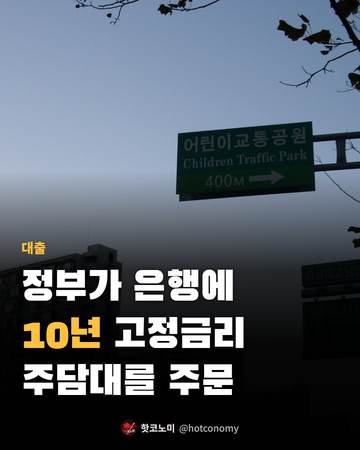 어린이교통공원
Children Traffic Park
400M
대출
정부가 은행에
10년 고정금리
주담대를 주문
핫코노미 @hotconomy